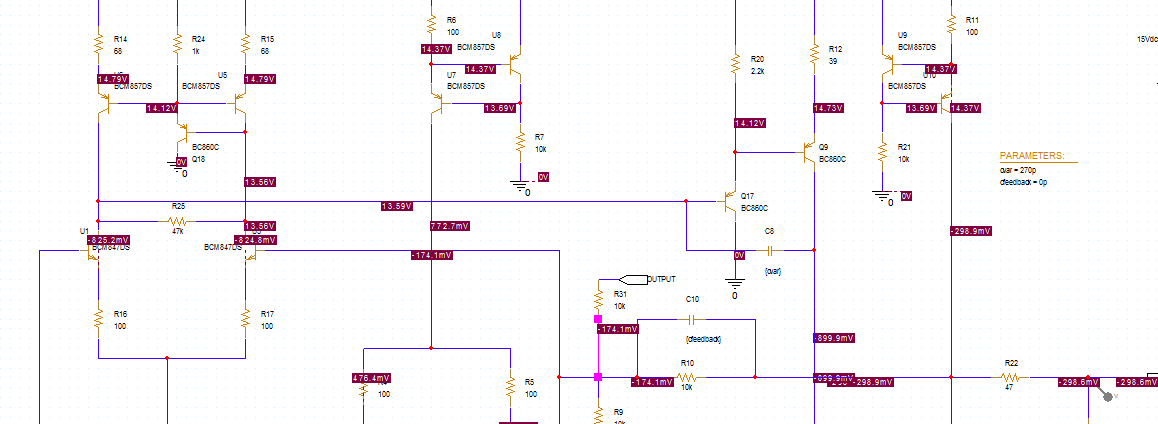 R14
68
R24
1k
R15
68
R6
100
U8
BCM857DS
14.37V
14.37V
R20
2.2k
R12
39
U9
BCM857DS
R11
100
15Vdc
14.37V
14.79V
BCM857DS
U5
BCM857DS
14.79V
14.12V
U7
BCM857DS
13.69V
14.73V
BCM857DS
13.69V
14.37V
14.12V
R7
10k
0V
0
BC860C
Q18
0V
0
Q9
BC860C
R21
10k
0V
0
PARAMETERS:
cvar = 270p
cfeedback = 0p
13.56V
Q17
BC860C
13.59V
R25
47k
13.56V
772.7mV
-298.9mV
U1
-825.2mV
BCM847DS
-824.8mV
BCM847DS
-174.1mV
C8
{cvar}
0V
0
OUTPUT
R31
10k
C10
{cfeedback}
-174.1mV
R16
100
R17
100
-899.9mV
476.4mV
100
R5
100
-174.1mV
R10
10k
-899.9mV
-298.9mV
R22
47
-298.6mV
-298.6mV
V
R9
10k